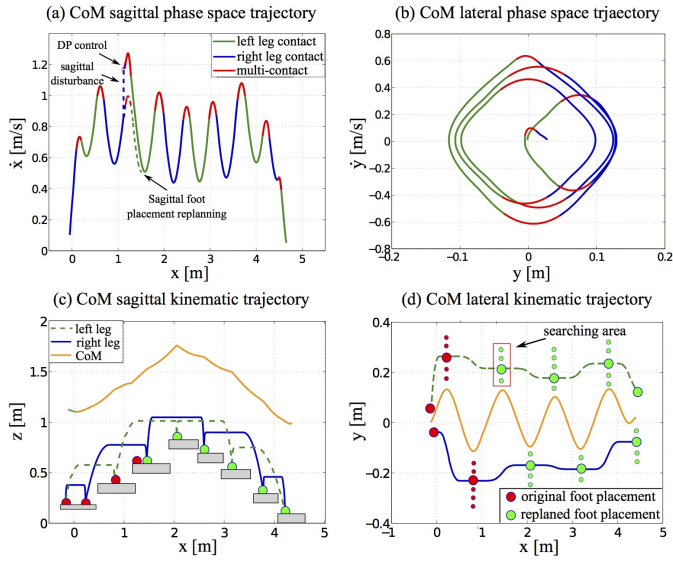 (a) CoM sagittal phase space trajectory
DP control
sagittal
disturbance
left leg contact
right leg contact
multi-contact
Sagittal foot
placement replanning
ẋ [m/s]
1.2
1
0.8
0.6
0.4
0.2
0
0 1 2 3 4 5
x [m]
(b) CoM lateral phase space trjaectory
ẏ [m/s]
0.8
0.6
0.4
0.2
0
-0.2
-0.4
-0.6
-0.8
-0.2 -0.1 0 0.1 0.2
y [m]
(c) CoM sagittal kinematic trajectory
left leg
right leg
CoM
z [m]
2
1.5
1
0.5
0
0 1 2 3 4 5
x [m]
(d) CoM lateral kinematic trajectory
searching area
y [m]
0.4
0.2
0
-0.2
-0.4
-1 0 1 2 3 4 5
x [m]
original foot placement
replaned foot placement